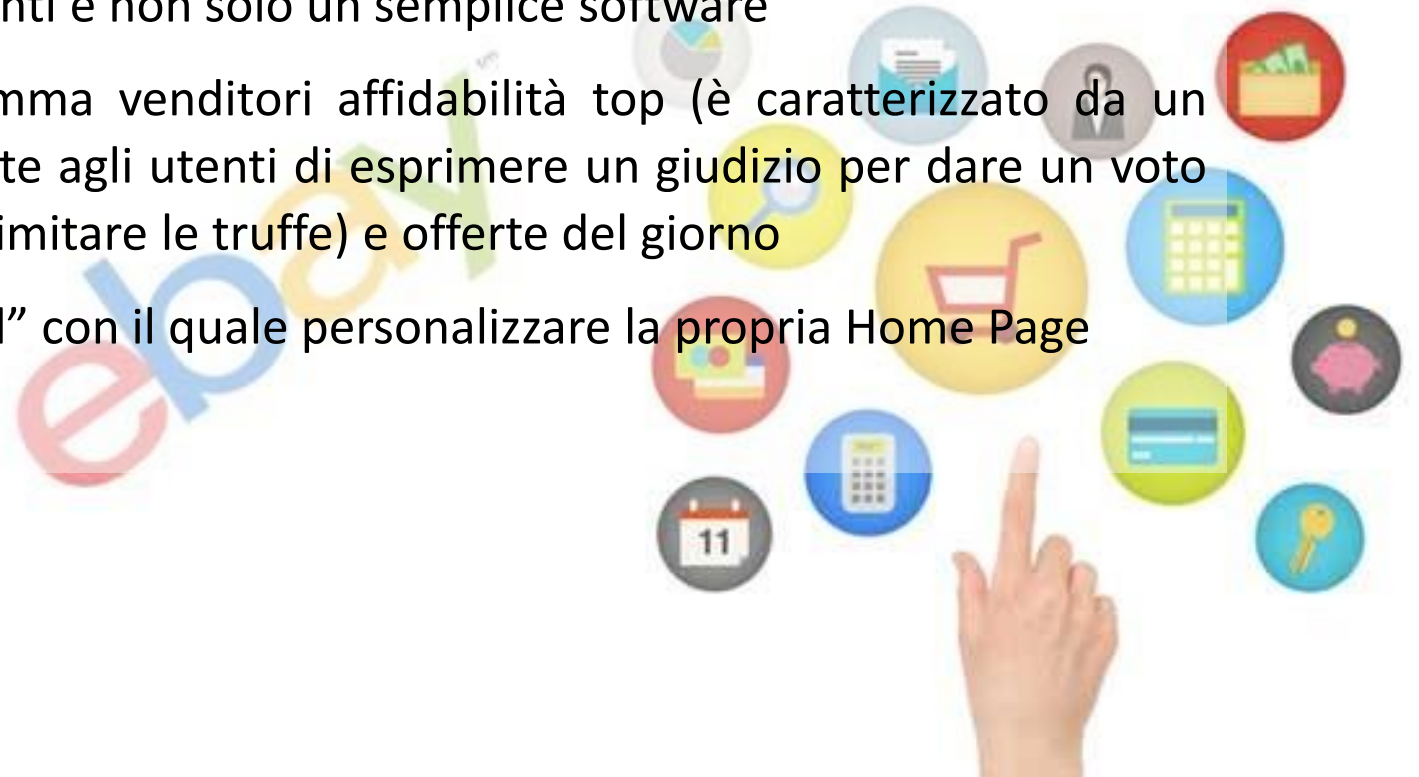 nti e non solo un semplice software
mma venditori affidabilità top (è caratterizzato da un
te agli utenti di esprimere un giudizio per dare un voto
imitare le truffe) e offerte del giorno
” con il quale personalizzare la propria Home Page
ebay™
11